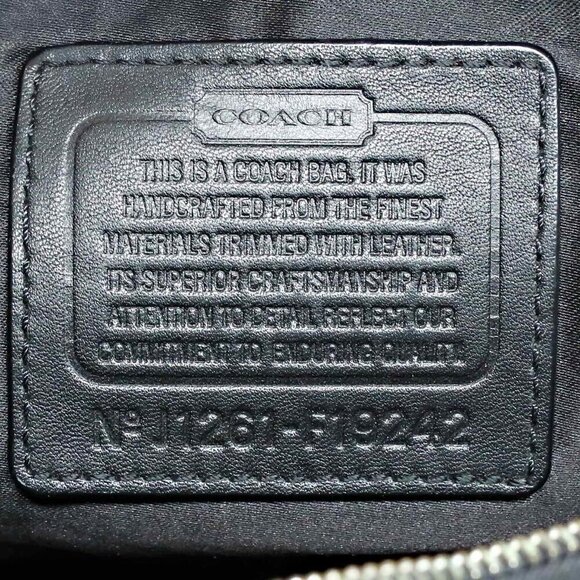 COACH
THIS IS A COACH BAG. IT WAS
HANDCRAFTED FROM THE FINEST
MATERIALS TRIMMED WITH LEATHER.
ITS SUPERIOR CRAFTSMANSHIP AND
ATTENTION TO DETAIL REFLECT OUR
COMMITMENT TO ENDURING QUALITY.
Nº J1261-F19242